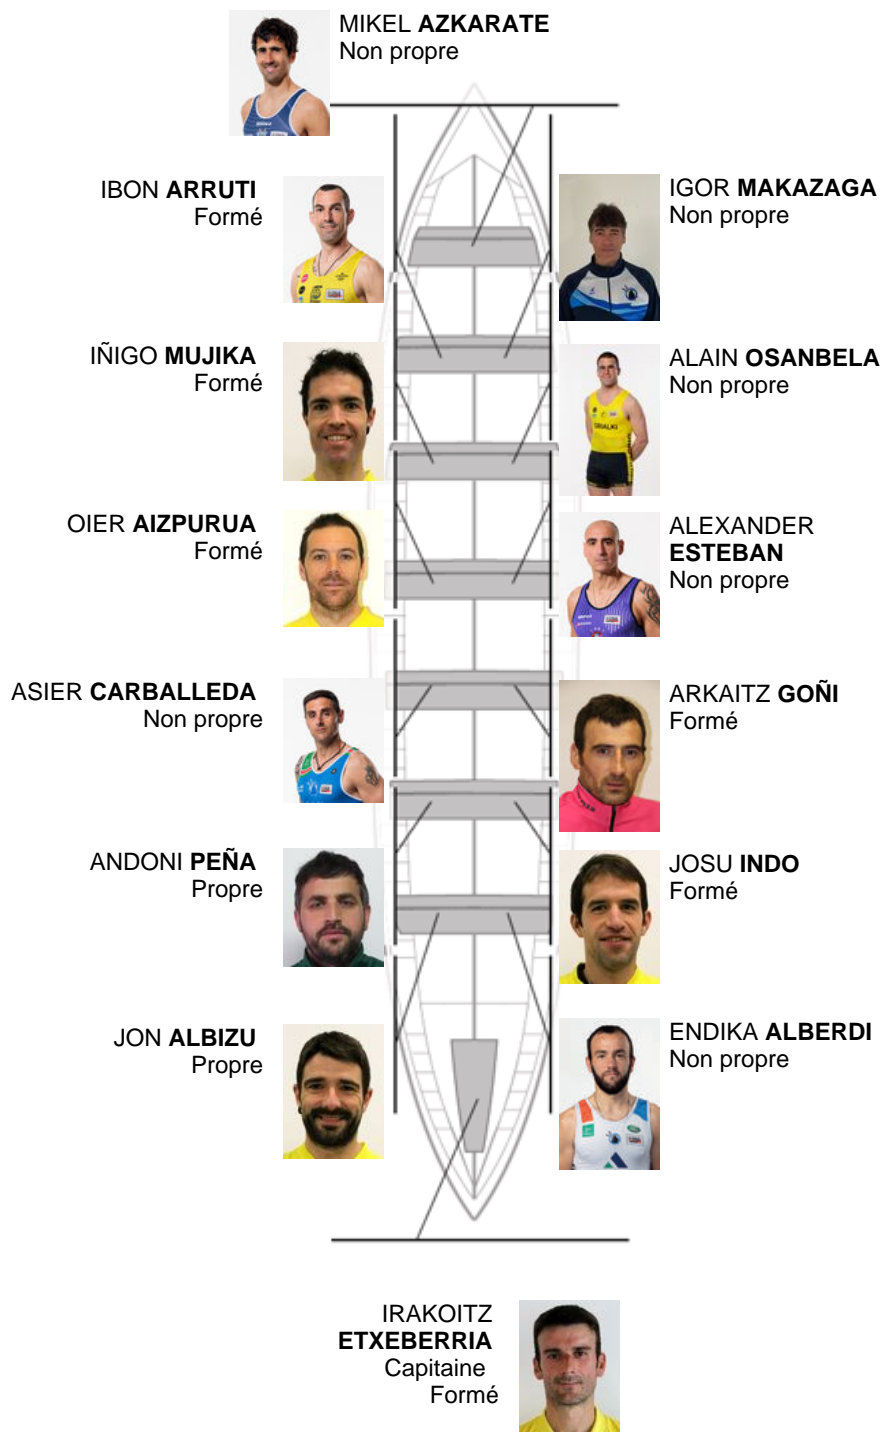 MIKEL AZKARATE
Non propre
IBON ARRUTI
Formé
IGOR MAKAZAGA
Non propre
IÑIGO MUJIKA
Formé
ALAIN OSANBELA
Non propre
OIER AIZPURUA
Formé
ALEXANDER
ESTEBAN
Non propre
ASIER CARBALLEDA
Non propre
ARKAITZ GOÑI
Formé
ANDONI PEÑA
Propre
JOSU INDO
Formé
JON ALBIZU
Propre
ENDIKA ALBERDI
Non propre
IRAKOITZ
ETXEBERRIA
Capitaine
Formé